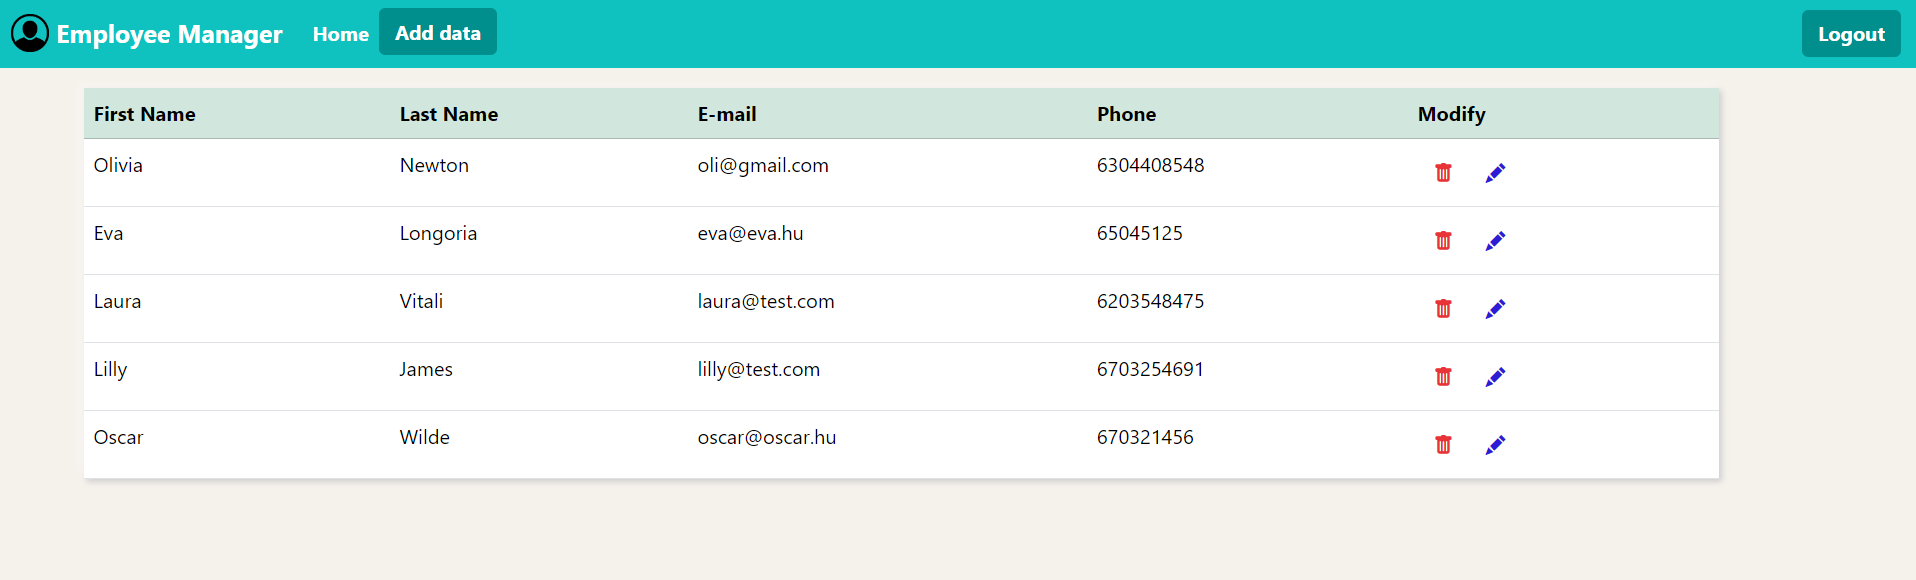 Employee Manager Home Add data Logout
First Name Last Name E-mail Phone Modify
Olivia Newton oli@gmail.com 6304408548
Eva Longoria eva@eva.hu 65045125
Laura Vitali laura@test.com 6203548475
Lilly James lilly@test.com 6703254691
Oscar Wilde oscar@oscar.hu 670321456